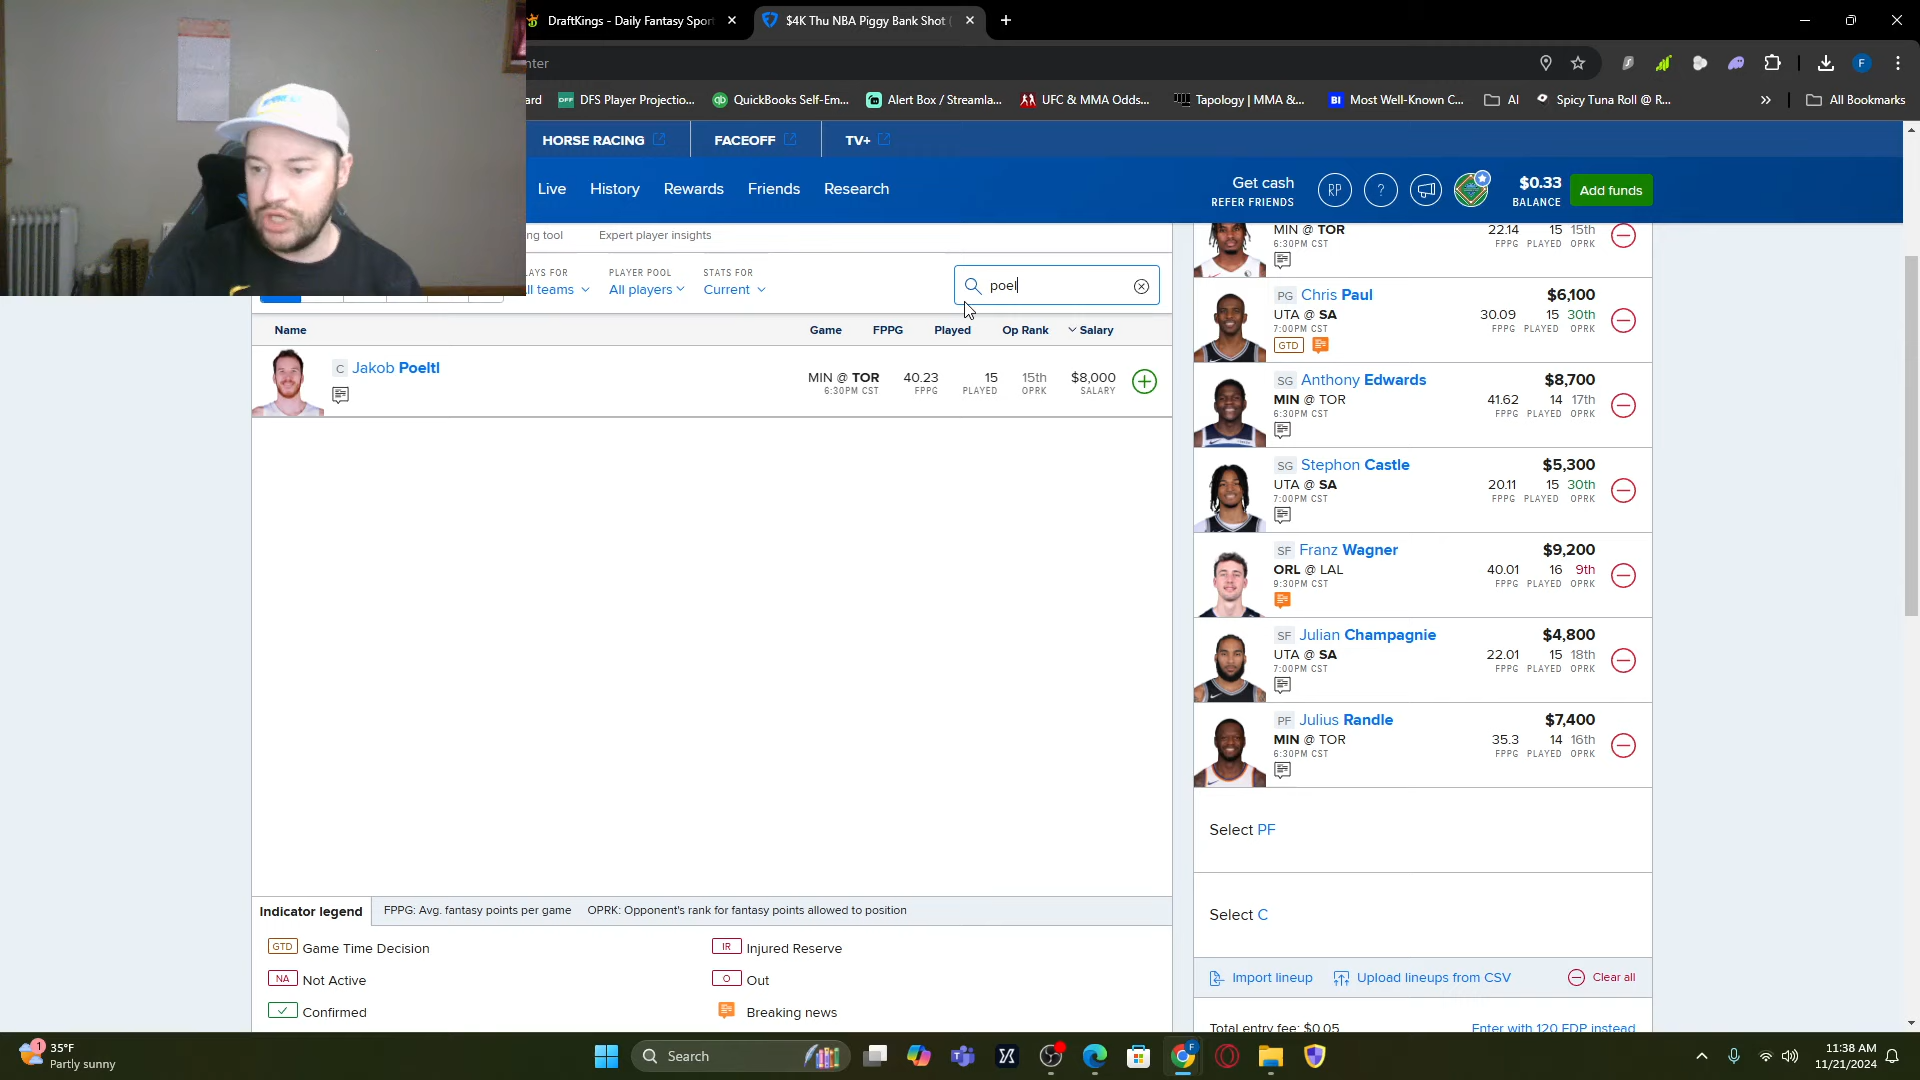 DraftKings - Daily Fantasy Sport
$4K Thu NBA Piggy Bank Shot
nter
ard
DFS Player Projectio...
QuickBooks Self-Em...
Alert Box / Streamla...
UFC & MMA Odds...
Tapology | MMA &...
BI Most Well-Known C...
AI
Spicy Tuna Roll @ R...
All Bookmarks
HORSE RACING
FACEOFF
TV+
Live
History
Rewards
Friends
Research
Get cash
REFER FRIENDS
RP
?
$0.33
BALANCE
Add funds
ng tool
Expert player insights
AYS FOR
ll teams
PLAYER POOL
All players
STATS FOR
Current
poel
Name Game FPPG Played Op Rank Salary
C Jakob Poeltl
MIN @ TOR 40.23 15 15th $8,000
6:30PM CST FPPG PLAYED OPRK SALARY
MIN @ TOR 22.14 15 15th
6:30PM CST FPPG PLAYED OPRK
PG Chris Paul $6,100
UTA @ SA 30.09 15 30th
7:00PM CST FPPG PLAYED OPRK
GTD
SG Anthony Edwards $8,700
MIN @ TOR 41.62 14 17th
6:30PM CST FPPG PLAYED OPRK
SG Stephon Castle $5,300
UTA @ SA 20.11 15 30th
7:00PM CST FPPG PLAYED OPRK
SF Franz Wagner $9,200
ORL @ LAL 40.01 16 9th
9:30PM CST FPPG PLAYED OPRK
SF Julian Champagnie $4,800
UTA @ SA 22.01 15 18th
7:00PM CST FPPG PLAYED OPRK
PF Julius Randle $7,400
MIN @ TOR 35.3 14 16th
6:30PM CST FPPG PLAYED OPRK
Select PF
Select C
Import lineup
Upload lineups from CSV
Clear all
Total entry fee: $0.05
Enter with 120 FDP instead
Indicator legend
FPPG: Avg. fantasy points per game
OPRK: Opponent's rank for fantasy points allowed to position
GTD Game Time Decision
IR Injured Reserve
NA Not Active
O Out
Confirmed
Breaking news
1
35°F
Partly sunny
Search
F
11:38 AM
11/21/2024